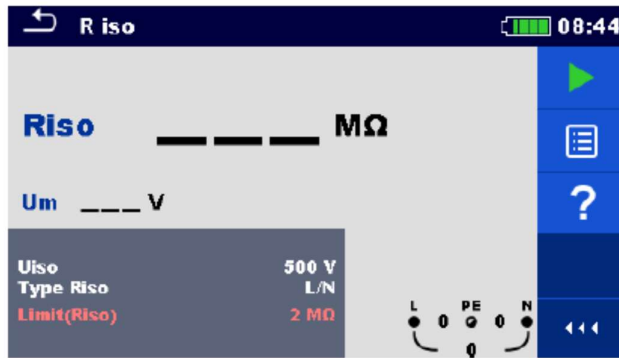 R iso 08:44
Riso _ _ _ MΩ
?
Um _ _ _ V
Uiso 500 V
Type Riso L/N
Limit(Riso) 2 MΩ
L PE N
0 0
0